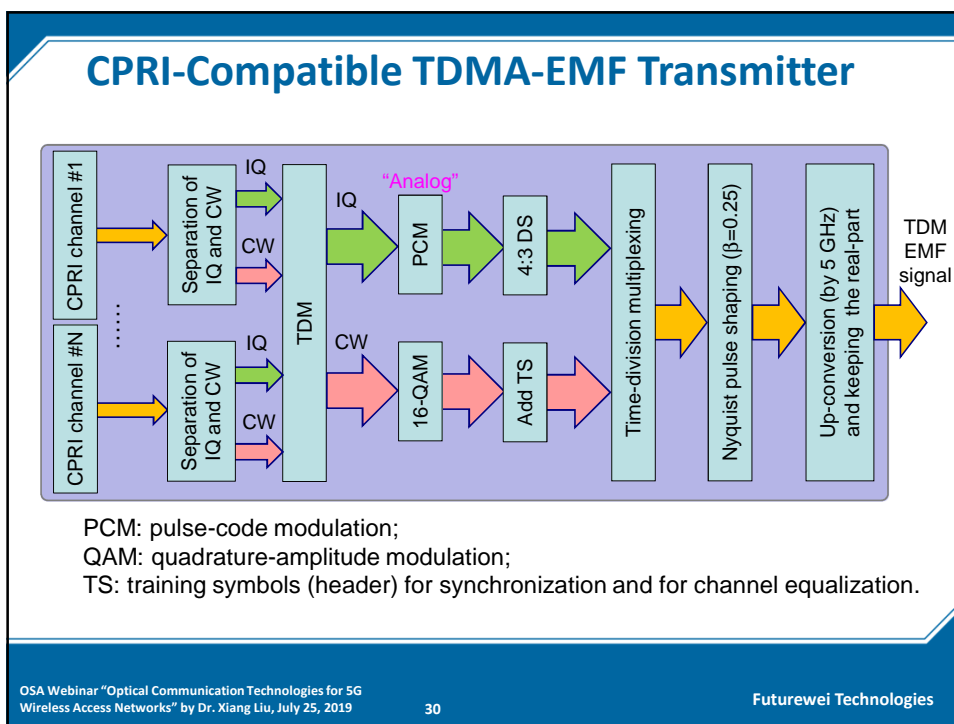 CPRI-Compatible TDMA-EMF Transmitter
CPRI channel #1
......
CPRI channel #N
Separation of
IQ and CW
IQ
CW
Separation of
IQ and CW
IQ
CW
TDM
IQ
"Analog"
PCM
4:3 DS
CW
16-QAM
Add TS
Time-division multiplexing
Nyquist pulse shaping (β=0.25)
Up-conversion (by 5 GHz)
and keeping the real-part
TDM
EMF
signal
PCM: pulse-code modulation;
QAM: quadrature-amplitude modulation;
TS: training symbols (header) for synchronization and for channel equalization.
OSA Webinar "Optical Communication Technologies for 5G
Wireless Access Networks" by Dr. Xiang Liu, July 25, 2019
30
Futurewei Technologies